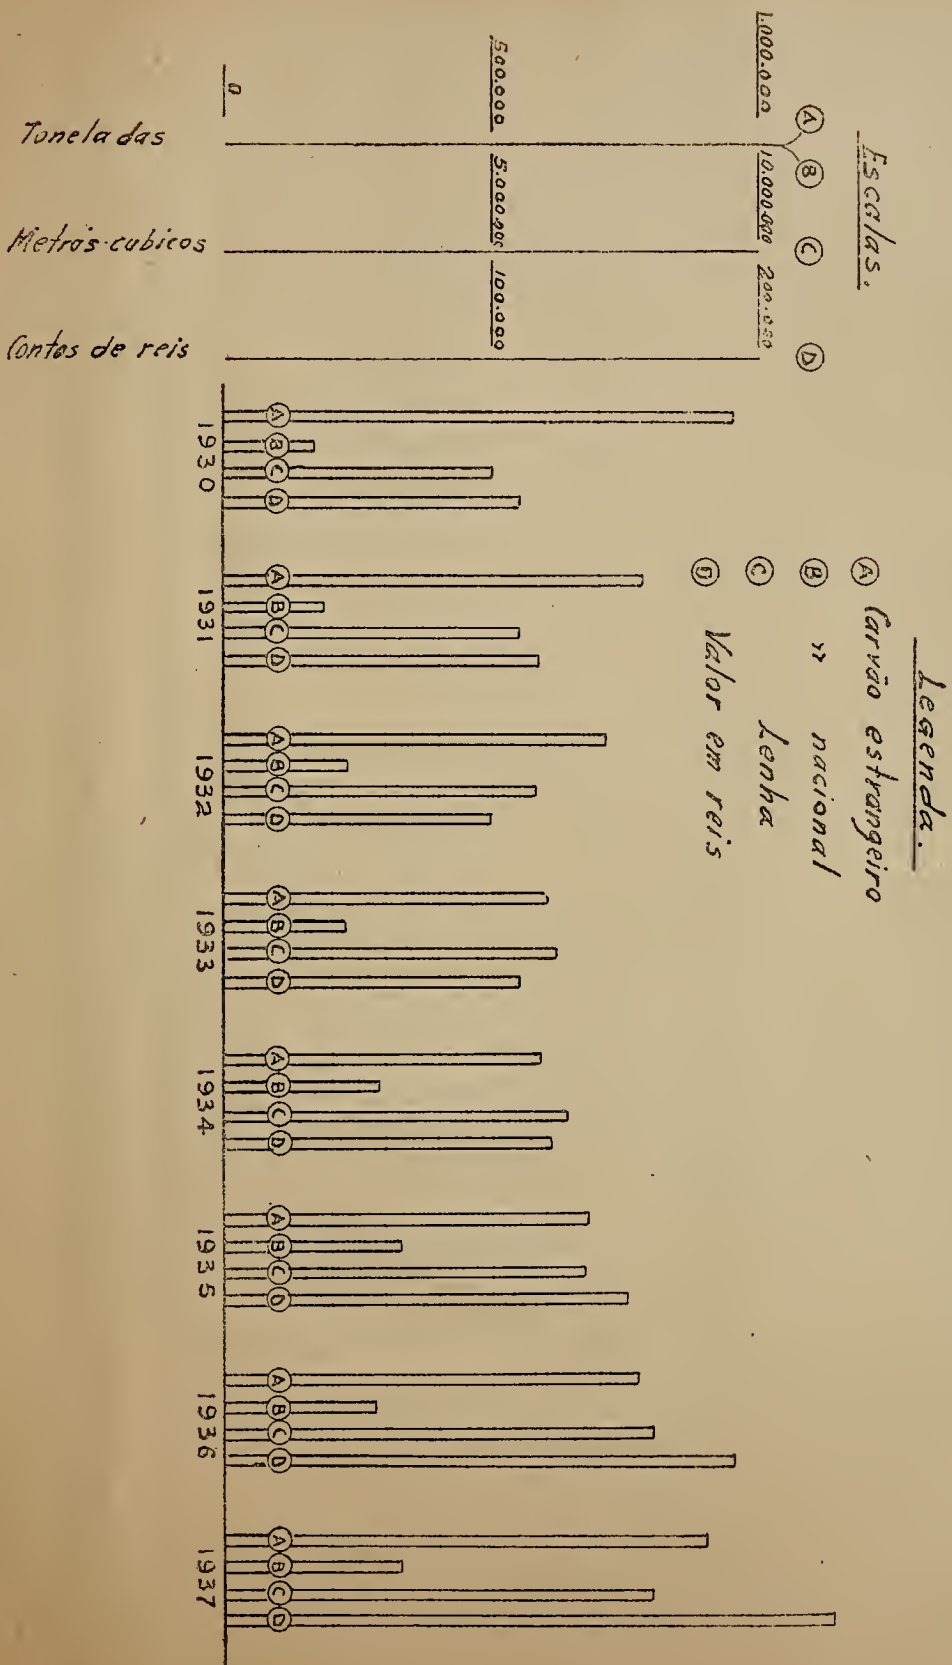 Escalas.
A B C D
1.000.000 10.000.000 200.000
500.000 5.000.000 100.000
0
Toneladas
Metros-cubicos
Contos de reis
Legenda.
A Carvão estrangeiro
B " nacional
C Lenha
D Valor em reis
A B C D
1930
A B C D
1931
A B C D
1932
A B C D
1933
A B C D
1934
A B C D
1935
A B C D
1936
A B C D
1937